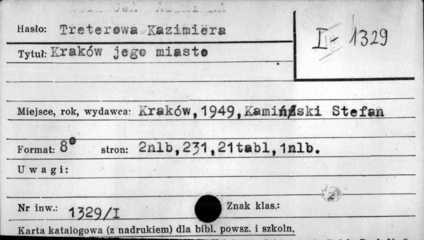 Hasło: Treterowa Kazimiera
I - 1329
Tytuł: Kraków jego miasto
Miejsce, rok, wydawca: Kraków,1949,Kamiński Stefan
Format: 8° stron: 2nlb,231,21tabl,1nlb.
Uwagi:
Nr inw.: 1329/I Znak klas.:
Karta katalogowa (z nadrukiem) dla bibl. powsz. i szkoln.